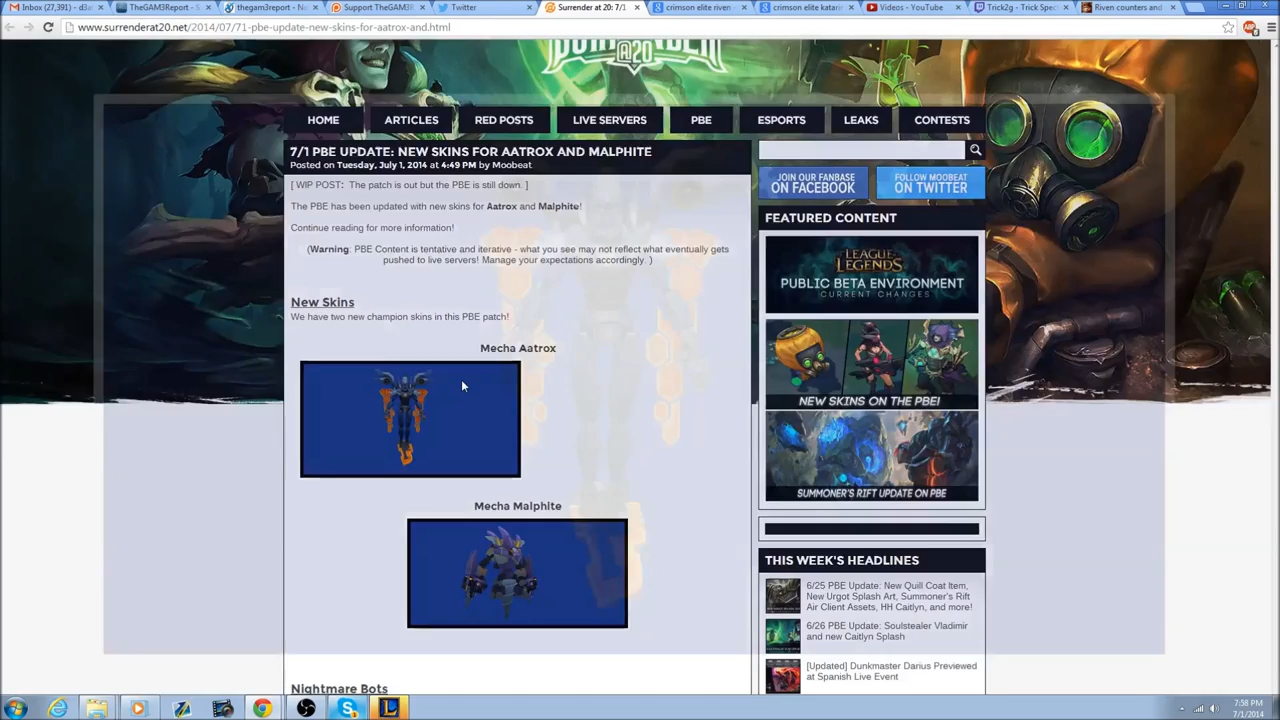 Inbox (27,391) - d3a
TheGAM3Report - S
thegam3report - No
Support TheGAM3R
Twitter
Surrender at 20: 7/1
crimson elite riven
crimson elite katarin
Videos - YouTube
Trick2g - Trick Spec
Riven counters and
www.surrenderat20.net/2014/07/71-pbe-update-new-skins-for-aatrox-and.html
SURRENDER
@20
HOME
ARTICLES
RED POSTS
LIVE SERVERS
PBE
ESPORTS
LEAKS
CONTESTS
7/1 PBE UPDATE: NEW SKINS FOR AATROX AND MALPHITE
Posted on Tuesday, July 1, 2014 at 4:49 PM by Moobeat
[ WIP POST: The patch is out but the PBE is still down. ]
The PBE has been updated with new skins for Aatrox and Malphite!
Continue reading for more information!
(Warning: PBE Content is tentative and iterative - what you see may not reflect what eventually gets
pushed to live servers! Manage your expectations accordingly. )
New Skins
We have two new champion skins in this PBE patch!
Mecha Aatrox
Mecha Malphite
Nightmare Bots
JOIN OUR FANBASE
ON FACEBOOK
FOLLOW MOOBEAT
ON TWITTER
FEATURED CONTENT
LEAGUE of
LEGENDS
PUBLIC BETA ENVIRONMENT
CURRENT CHANGES
NEW SKINS ON THE PBE!
SUMMONER'S RIFT UPDATE ON PBE
THIS WEEK'S HEADLINES
6/25 PBE Update: New Quill Coat Item,
New Urgot Splash Art, Summoner's Rift
Air Client Assets, HH Caitlyn, and more!
6/26 PBE Update: Soulstealer Vladimir
and new Caitlyn Splash
[Updated] Dunkmaster Darius Previewed
at Spanish Live Event
7:58 PM
7/1/2014